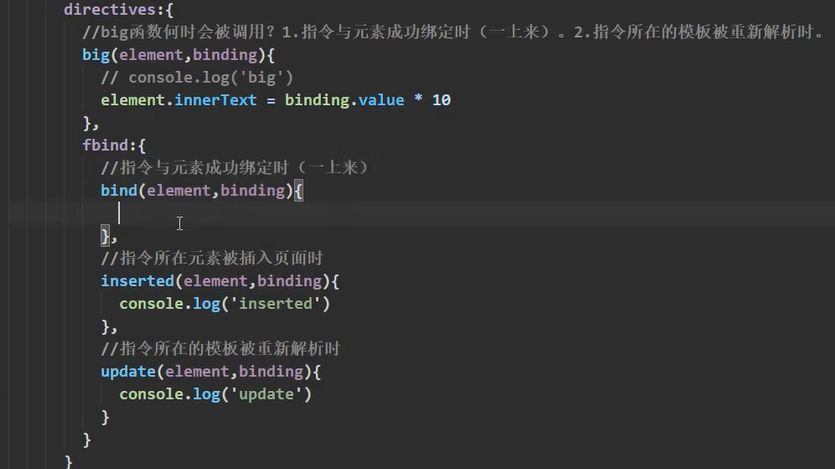 directives:{
//big函数何时会被调用？1.指令与元素成功绑定时（一上来）。2.指令所在的模板被重新解析时。
big(element,binding){
// console.log('big')
element.innerText = binding.value * 10
},
fbind:{
//指令与元素成功绑定时（一上来）
bind(element,binding){
},
//指令所在元素被插入页面时
inserted(element,binding){
console.log('inserted')
},
//指令所在的模板被重新解析时
update(element,binding){
console.log('update')
}
}
}